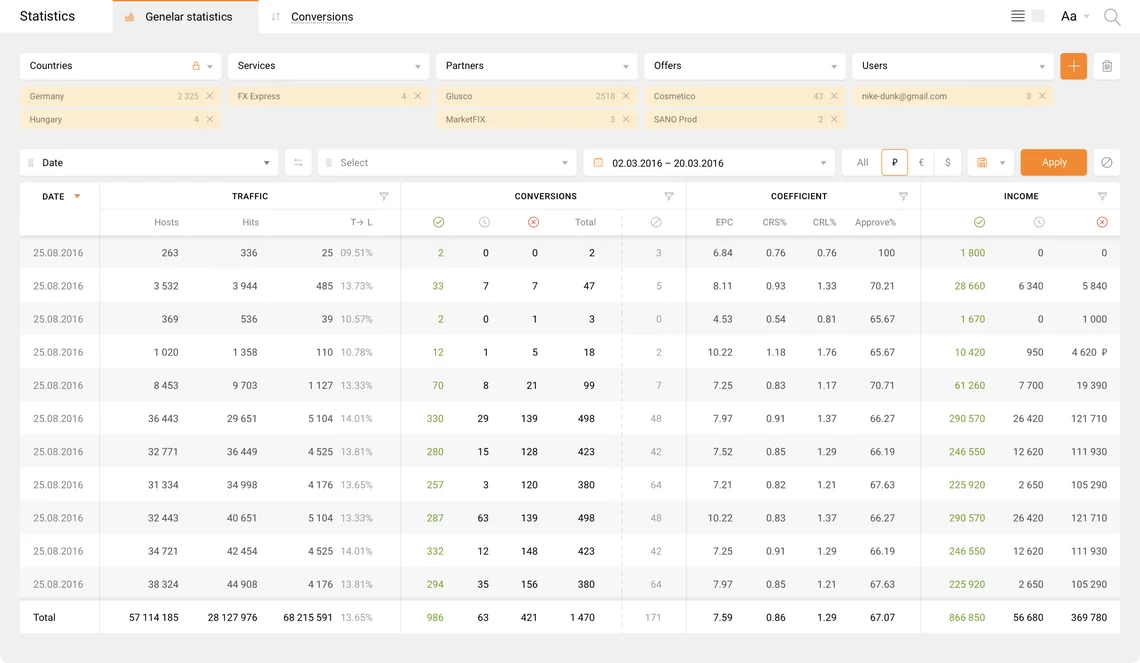 Statistics Genelar statistics Conversions Aa
Countries Services Partners Offers Users
Germany 2 325 FX Express 4 Glusco 2518 Cosmetico 43 nike-dunk@gmail.com 8
Hungary 4 MarketFIX 3 SANO Prod 2
Date Select 02.03.2016 – 20.03.2016 All ₽ € $ Apply
DATE TRAFFIC CONVERSIONS COEFFICIENT INCOME
Hosts Hits T→ L Total EPC CRS% CRL% Approve%
25.08.2016 263 336 25 09.51% 2 0 0 2 3 6.84 0.76 0.76 100 1 800 0 0
25.08.2016 3 532 3 944 485 13.73% 33 7 7 47 5 8.11 0.93 1.33 70.21 28 660 6 340 5 840
25.08.2016 369 536 39 10.57% 2 0 1 3 0 4.53 0.54 0.81 65.67 1 670 0 1 000
25.08.2016 1 020 1 358 110 10.78% 12 1 5 18 2 10.22 1.18 1.76 65.67 10 420 950 4 620 ₽
25.08.2016 8 453 9 703 1 127 13.33% 70 8 21 99 7 7.25 0.83 1.17 70.71 61 260 7 700 19 390
25.08.2016 36 443 29 651 5 104 14.01% 330 29 139 498 48 7.97 0.91 1.37 66.27 290 570 26 420 121 710
25.08.2016 32 771 36 449 4 525 13.81% 280 15 128 423 42 7.52 0.85 1.29 66.19 246 550 12 620 111 930
25.08.2016 31 334 34 998 4 176 13.65% 257 3 120 380 64 7.21 0.82 1.21 67.63 225 920 2 650 105 290
25.08.2016 32 443 40 651 5 104 13.33% 287 63 139 498 48 10.22 0.83 1.37 66.27 290 570 26 420 121 710
25.08.2016 34 721 42 454 4 525 14.01% 332 12 148 423 42 7.25 0.91 1.29 66.19 246 550 12 620 111 930
25.08.2016 38 324 44 908 4 176 13.81% 294 35 156 380 64 7.97 0.85 1.21 67.63 225 920 2 650 105 290
Total 57 114 185 28 127 976 68 215 591 13.65% 986 63 421 1 470 171 7.59 0.86 1.29 67.07 866 850 56 680 369 780